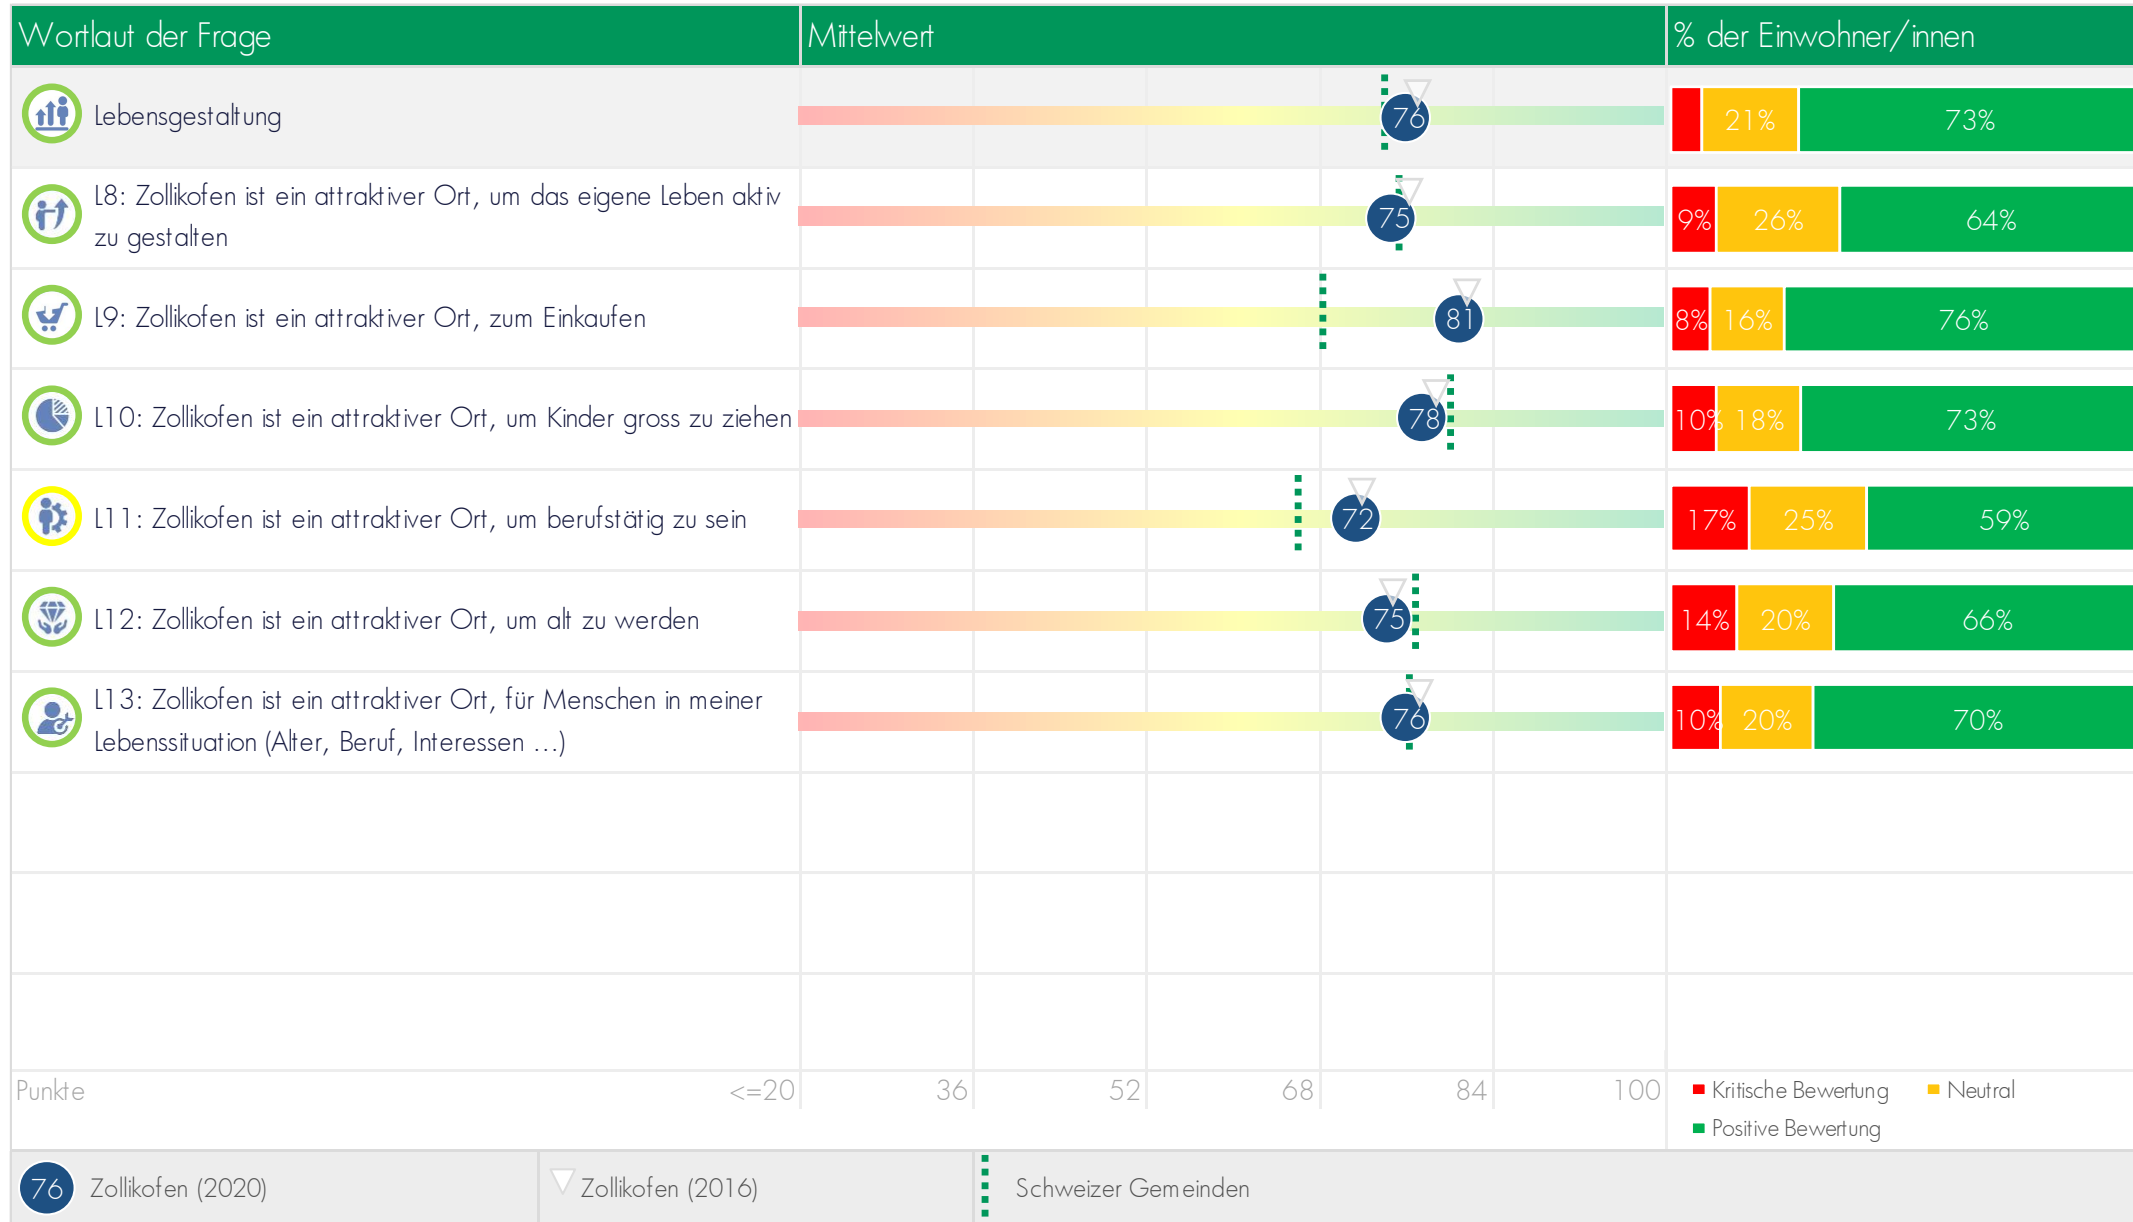 Wortlaut der Frage Mittelwert % der Einwohner/innen
Lebensgestaltung 76 21% 73%
L8: Zollikofen ist ein attraktiver Ort, um das eigene Leben aktiv
zu gestalten 75 9% 26% 64%
L9: Zollikofen ist ein attraktiver Ort, zum Einkaufen 81 8% 16% 76%
L10: Zollikofen ist ein attraktiver Ort, um Kinder gross zu ziehen 78 10% 18% 73%
L11: Zollikofen ist ein attraktiver Ort, um berufstätig zu sein 72 17% 25% 59%
L12: Zollikofen ist ein attraktiver Ort, um alt zu werden 75 14% 20% 66%
L13: Zollikofen ist ein attraktiver Ort, für Menschen in meiner
Lebenssituation (Alter, Beruf, Interessen ...) 76 10% 20% 70%
Punkte <=20 36 52 68 84 100 Kritische Bewertung Neutral
Positive Bewertung
76 Zollikofen (2020) Zollikofen (2016) Schweizer Gemeinden